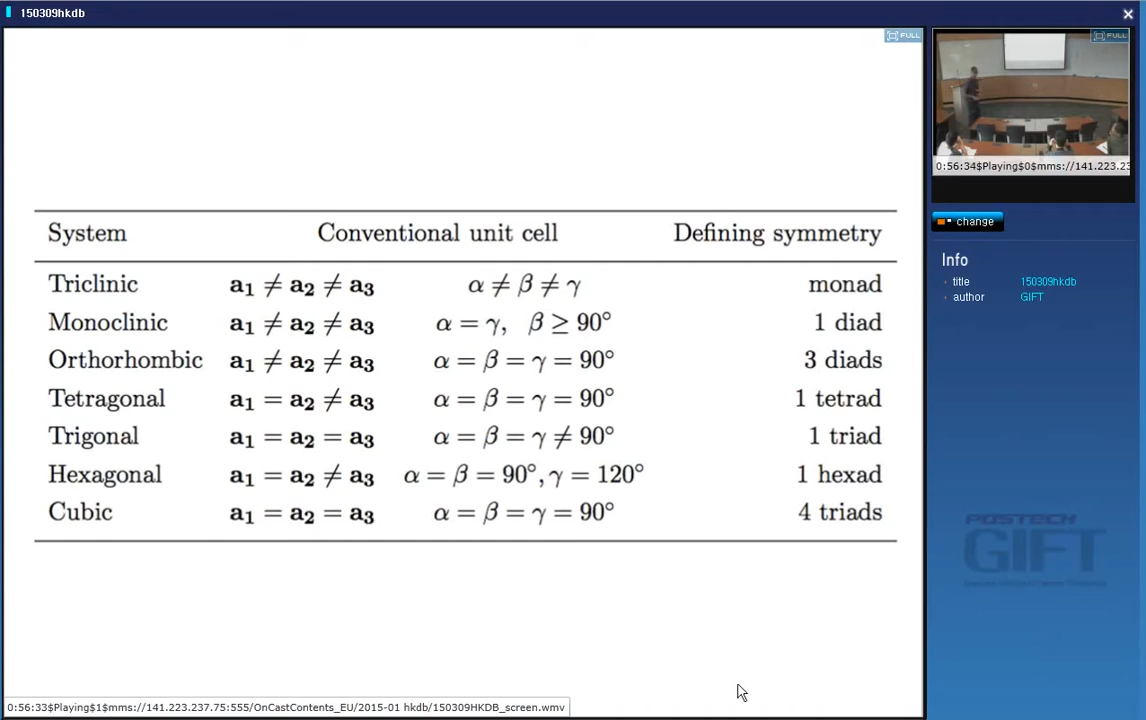 150309hkdb
FULL
FULL
System Conventional unit cell Defining symmetry
Triclinic a₁ ≠ a₂ ≠ a₃ α ≠ β ≠ γ monad
Monoclinic a₁ ≠ a₂ ≠ a₃ α = γ, β ≥ 90° 1 diad
Orthorhombic a₁ ≠ a₂ ≠ a₃ α = β = γ = 90° 3 diads
Tetragonal a₁ = a₂ ≠ a₃ α = β = γ = 90° 1 tetrad
Trigonal a₁ = a₂ = a₃ α = β = γ ≠ 90° 1 triad
Hexagonal a₁ = a₂ ≠ a₃ α = β = 90°, γ = 120° 1 hexad
Cubic a₁ = a₂ = a₃ α = β = γ = 90° 4 triads
0:56:33$Playing$1$mms://141.223.237.75:555/OnCastContents_EU/2015-01 hkdb/150309HKDB_screen.wmv
0:56:34$Playing$0$mms://141.223.23
change
Info
title 150309hkdb
author GIFT
POSTECH
GIFT